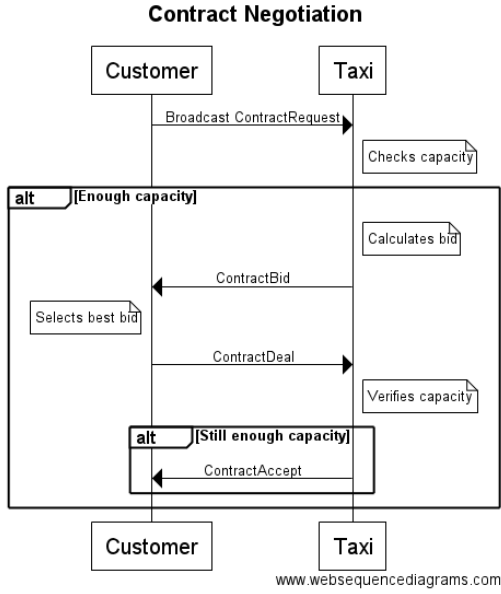 Contract Negotiation
Customer
Taxi
Broadcast ContractRequest
Checks capacity
alt
[Enough capacity]
Calculates bid
ContractBid
Selects best bid
ContractDeal
Verifies capacity
alt
[Still enough capacity]
ContractAccept
Customer
Taxi
www.websequencediagrams.com